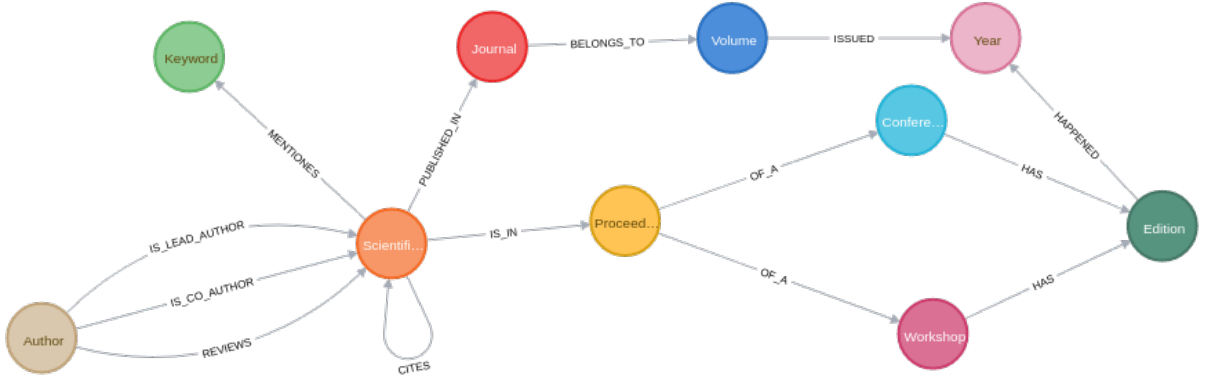 Keyword
Journal
BELONGS_TO
Volume
ISSUED
Year
MENTIONES
PUBLISHED_IN
Confere...
HAPPENED
OF_A
HAS
IS_LEAD_AUTHOR
Scientifi...
IS_IN
Proceed...
Edition
IS_CO_AUTHOR
OF_A
HAS
Author
REVIEWS
CITES
Workshop